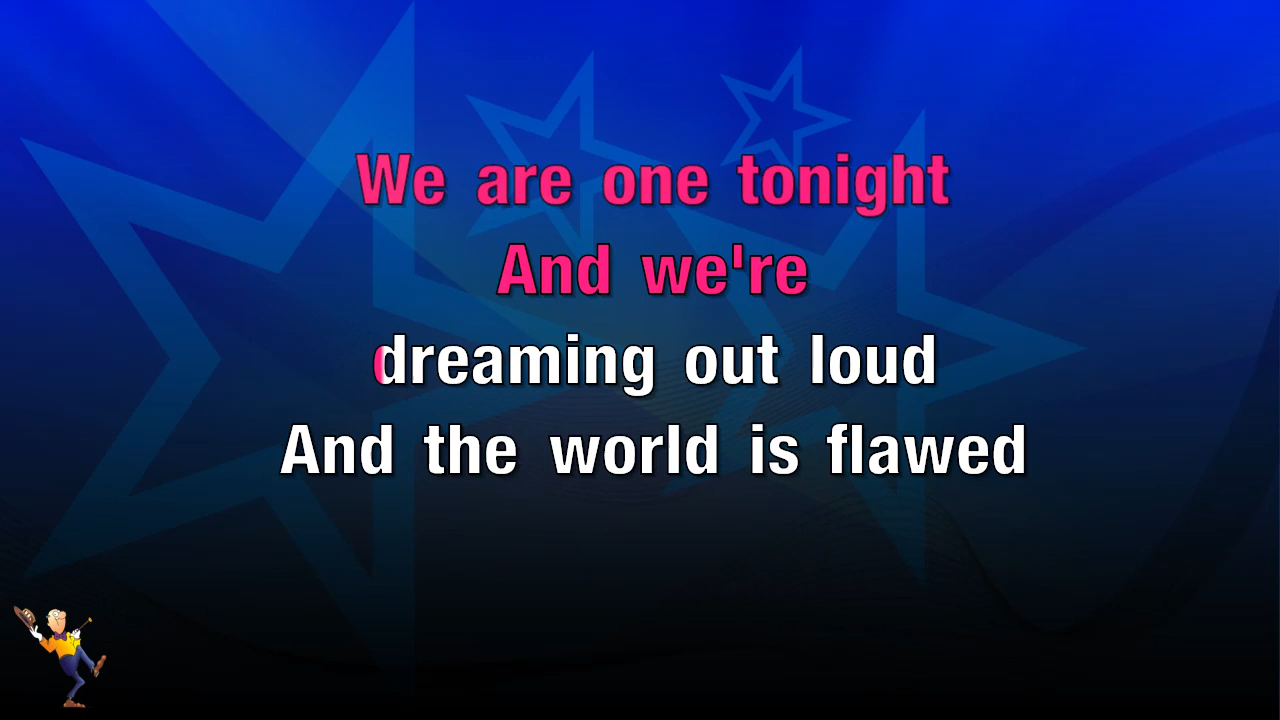 We are one tonight
And we're
dreaming out loud
And the world is flawed